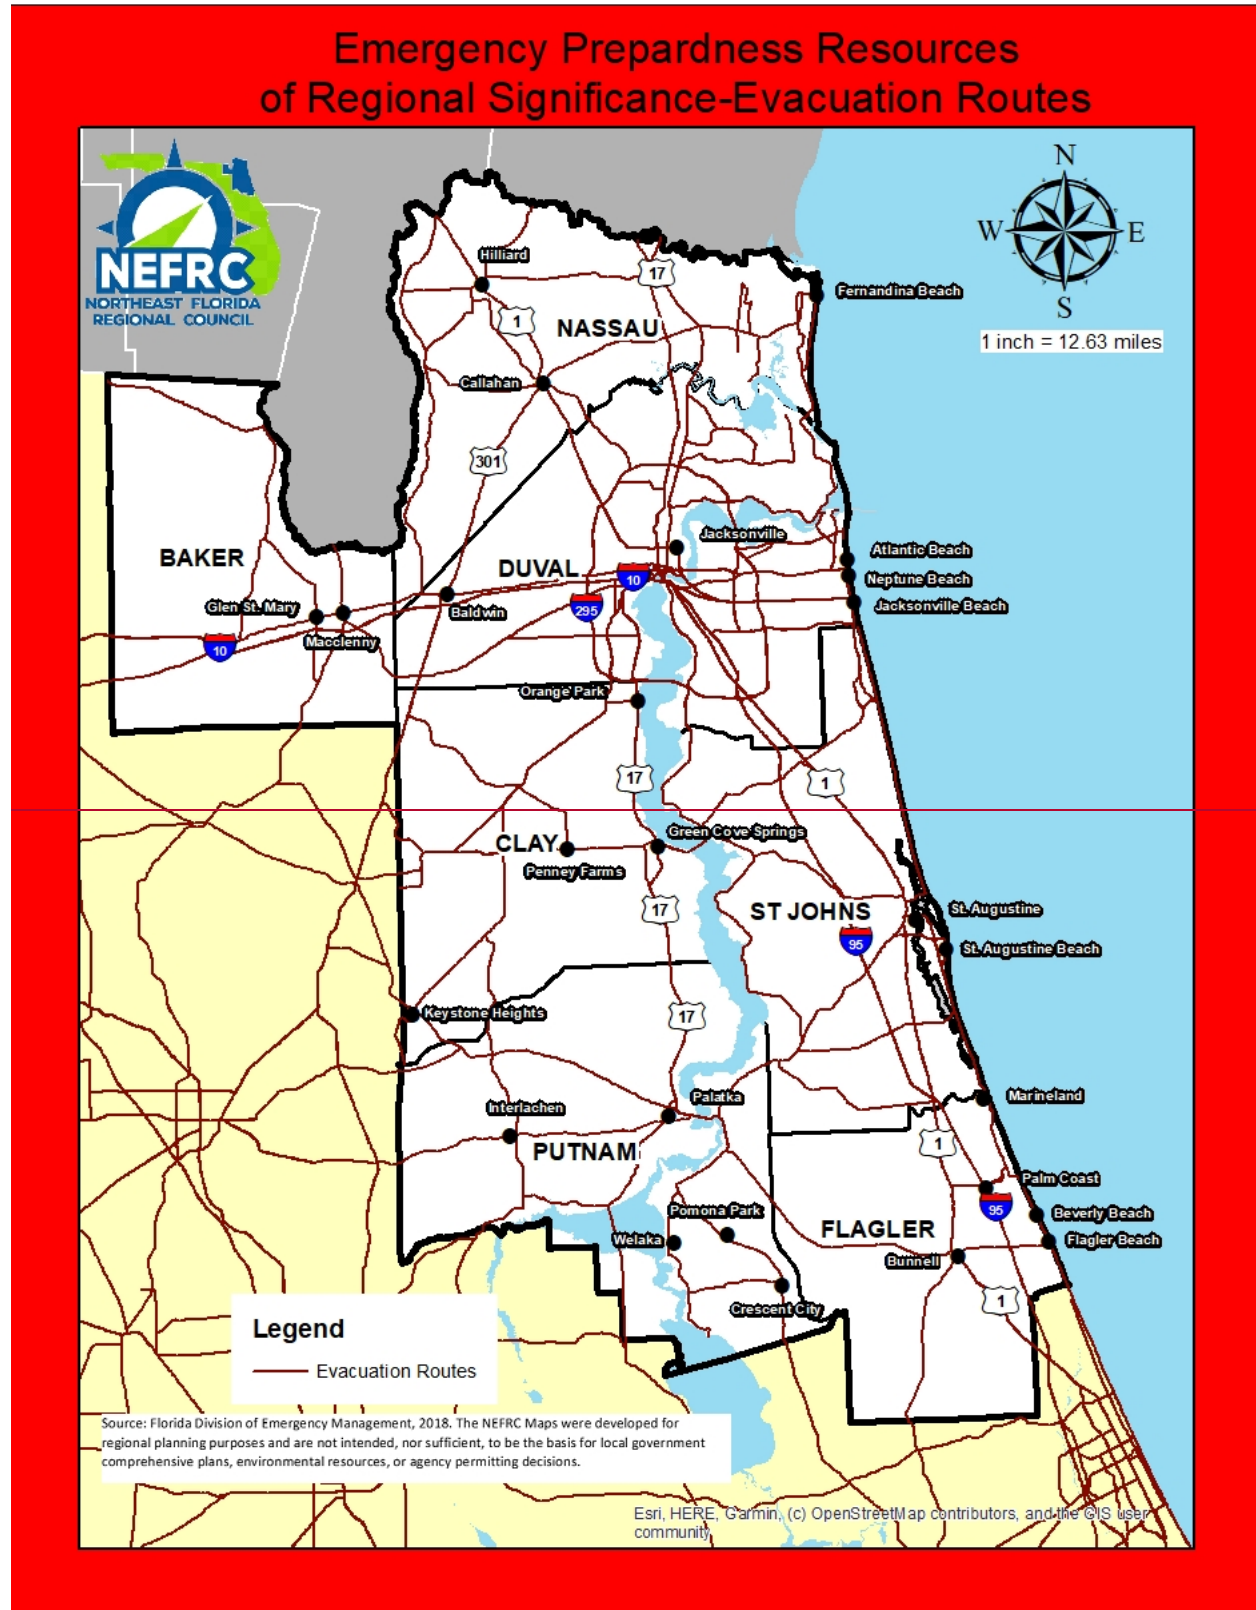 Emergency Prepardness Resources
of Regional Significance-Evacuation Routes
NEFRC
NORTHEAST FLORIDA
REGIONAL COUNCIL
N
W
E
S
1 inch = 12.63 miles
Hilliard
17
Fernandina Beach
1
NASSAU
Callahan
301
Jacksonville
BAKER
DUVAL
10
Atlantic Beach
Neptune Beach
Glen St. Mary
295
Baldwin
Jacksonville Beach
Macclenny
10
Orange Park
17
1
Green Cove Springs
CLAY
Penney Farms
17
ST JOHNS
St. Augustine
95
St. Augustine Beach
Keystone Heights
17
Palatka
Marineland
Interlachen
PUTNAM
1
Palm Coast
95
Pomona Park
Beverly Beach
Welaka
FLAGLER
Flagler Beach
Bunnell
Crescent City
1
Legend
Evacuation Routes
Source: Florida Division of Emergency Management, 2018. The NEFRC Maps were developed for
regional planning purposes and are not intended, nor sufficient, to be the basis for local government
comprehensive plans, environmental resources, or agency permitting decisions.
Esri, HERE, Garmin, (c) OpenStreetMap contributors, and the GIS user
community